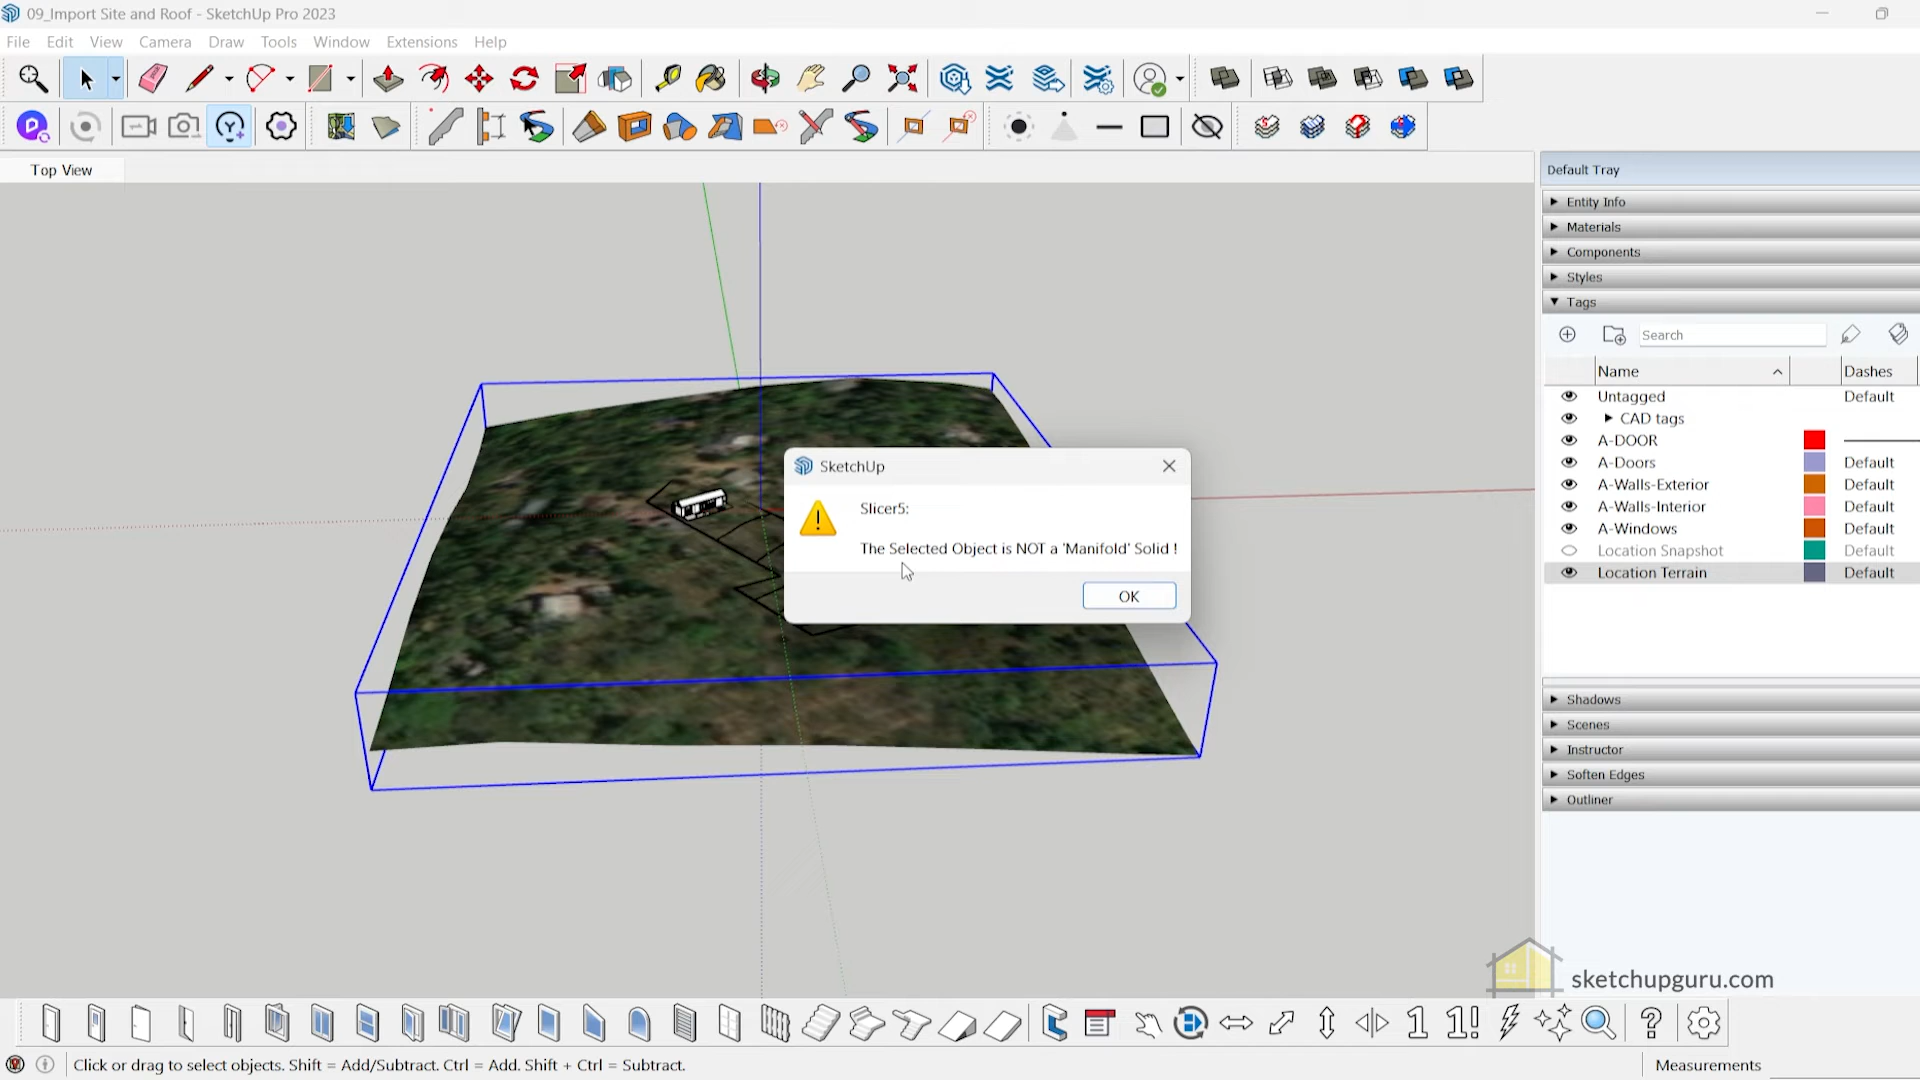 09_Import Site and Roof - SketchUp Pro 2023
File Edit View Camera Draw Tools Window Extensions Help
Top View
Default Tray
Entity Info
Materials
Components
Styles
Tags
Search
Name Dashes
Untagged Default
CAD tags
A-DOOR
A-Doors Default
A-Walls-Exterior Default
A-Walls-Interior Default
A-Windows Default
Location Snapshot Default
Location Terrain Default
SketchUp
Slicer5:
The Selected Object is NOT a 'Manifold' Solid !
OK
Shadows
Scenes
Instructor
Soften Edges
Outliner
sketchupguru.com
1 1! ?
Click or drag to select objects. Shift = Add/Subtract. Ctrl = Add. Shift + Ctrl = Subtract.
Measurements